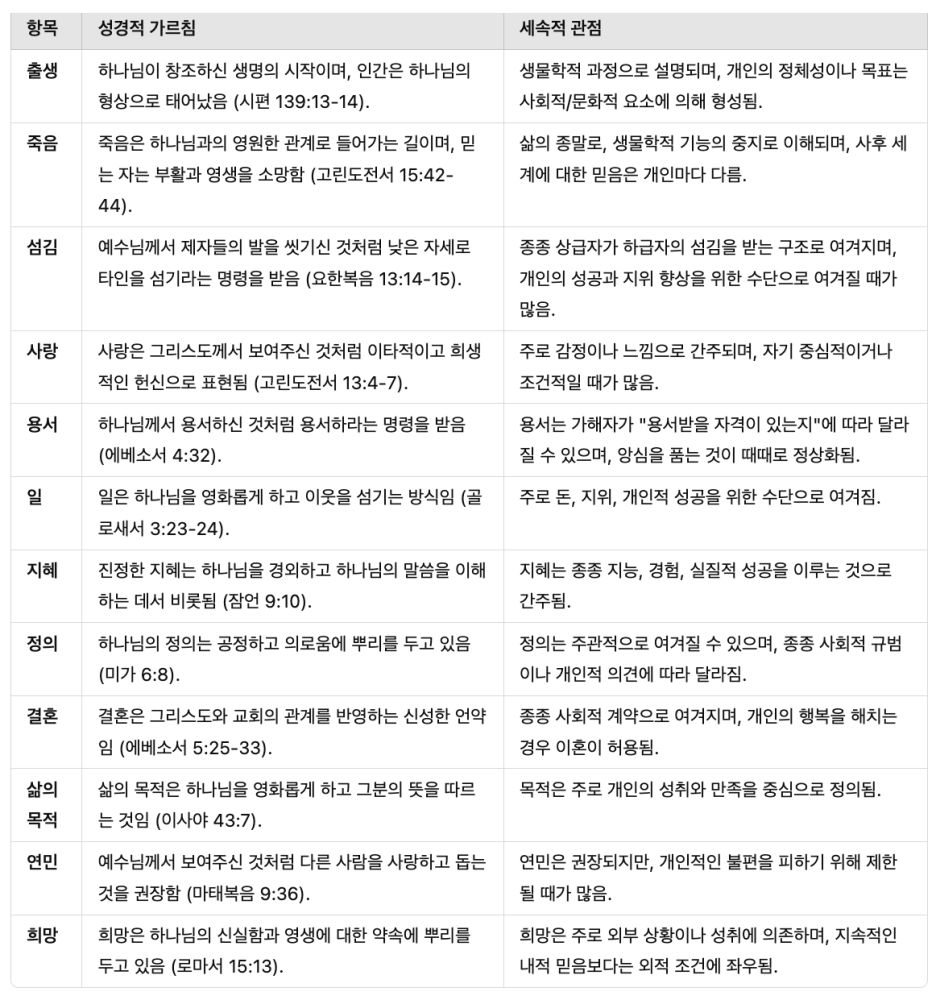 항목 성경적 가르침 세속적 관점
출생 하나님이 창조하신 생명의 시작이며, 인간은 하나님의 생물학적 과정으로 설명되며, 개인의 정체성이나 목표는
형상으로 태어났음 (시편 139:13-14). 사회적/문화적 요소에 의해 형성됨.
죽음 죽음은 하나님과의 영원한 관계로 들어가는 길이며, 믿 삶의 종말로, 생물학적 기능의 중지로 이해되며, 사후 세
는 자는 부활과 영생을 소망함 (고린도전서 15:42- 계에 대한 믿음은 개인마다 다름.
44).
섬김 예수님께서 제자들의 발을 씻기신 것처럼 낮은 자세로 종종 상급자가 하급자의 섬김을 받는 구조로 여겨지며,
타인을 섬기라는 명령을 받음 (요한복음 13:14-15). 개인의 성공과 지위 향상을 위한 수단으로 여겨질 때가
많음.
사랑 사랑은 그리스도께서 보여주신 것처럼 이타적이고 희생 주로 감정이나 느낌으로 간주되며, 자기 중심적이거나
적인 헌신으로 표현됨 (고린도전서 13:4-7). 조건적일 때가 많음.
용서 하나님께서 용서하신 것처럼 용서하라는 명령을 받음 용서는 가해자가 "용서받을 자격이 있는지"에 따라 달라
(에베소서 4:32). 질 수 있으며, 앙심을 품는 것이 때때로 정상화됨.
일 일은 하나님을 영화롭게 하고 이웃을 섬기는 방식임 (골 주로 돈, 지위, 개인적 성공을 위한 수단으로 여겨짐.
로새서 3:23-24).
지혜 진정한 지혜는 하나님을 경외하고 하나님의 말씀을 이해 지혜는 종종 지능, 경험, 실질적 성공을 이루는 것으로
하는 데서 비롯됨 (잠언 9:10). 간주됨.
정의 하나님의 정의는 공정하고 의로움에 뿌리를 두고 있음 정의는 주관적으로 여겨질 수 있으며, 종종 사회적 규범
(미가 6:8). 이나 개인적 의견에 따라 달라짐.
결혼 결혼은 그리스도와 교회의 관계를 반영하는 신성한 언약 종종 사회적 계약으로 여겨지며, 개인의 행복을 해치는
임 (에베소서 5:25-33). 경우 이혼이 허용됨.
삶의 삶의 목적은 하나님을 영화롭게 하고 그분의 뜻을 따르 목적은 주로 개인의 성취와 만족을 중심으로 정의됨.
목적 는 것임 (이사야 43:7).
연민 예수님께서 보여주신 것처럼 다른 사람을 사랑하고 돕는 연민은 권장되지만, 개인적인 불편을 피하기 위해 제한
것을 권장함 (마태복음 9:36). 될 때가 많음.
희망 희망은 하나님의 신실함과 영생에 대한 약속에 뿌리를 희망은 주로 외부 상황이나 성취에 의존하며, 지속적인
두고 있음 (로마서 15:13). 내적 믿음보다는 외적 조건에 좌우됨.